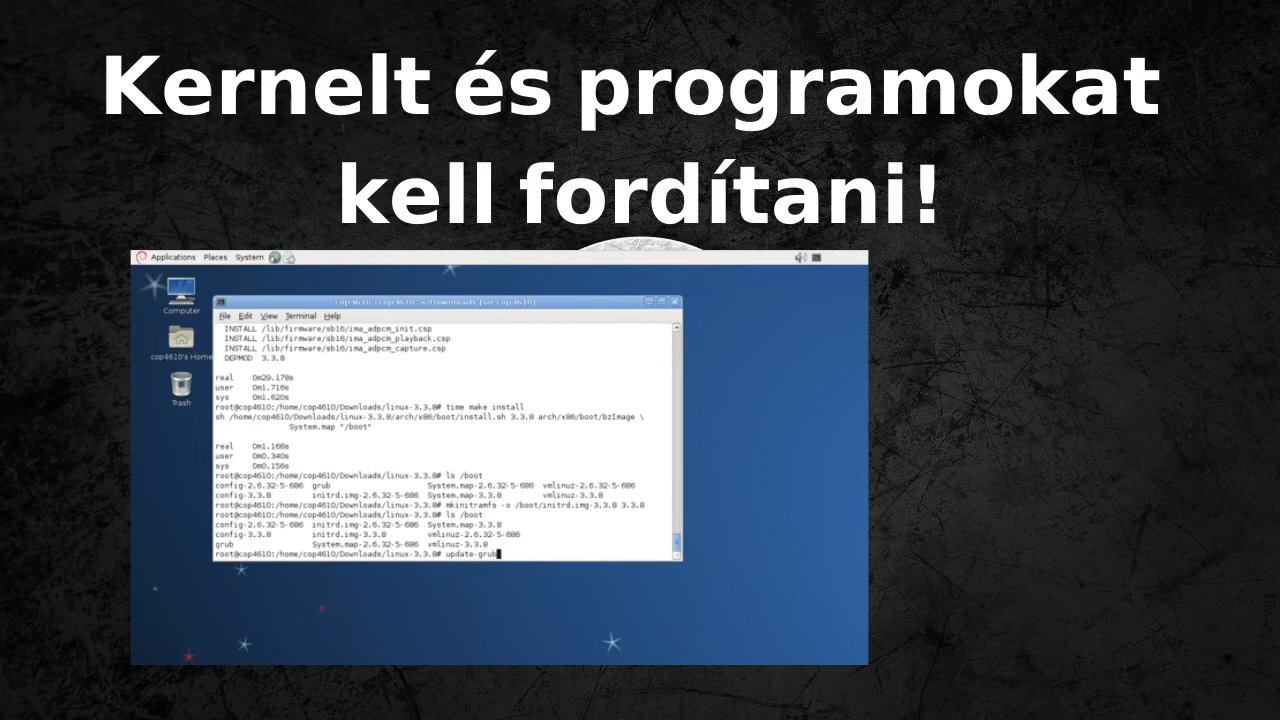 Kernelt és programokat
kell fordítani!
Applications Places System
Computer
cop4610's Home
Trash
File Edit View Terminal Help
INSTALL /lib/firmware/sb16/ima_adpcm_init.csp
INSTALL /lib/firmware/sb16/ima_adpcm_playback.csp
INSTALL /lib/firmware/sb16/ima_adpcm_capture.csp
DEPMOD 3.3.8
real 0m29.178s
user 0m1.716s
sys 0m1.620s
root@cop4610:/home/cop4610/Downloads/linux-3.3.8# time make install
sh /home/cop4610/Downloads/linux-3.3.8/arch/x86/boot/install.sh 3.3.8 arch/x86/boot/bzImage \
System.map "/boot"
real 0m1.166s
user 0m0.340s
sys 0m0.156s
root@cop4610:/home/cop4610/Downloads/linux-3.3.8# ls /boot
config-2.6.32-5-686 grub System.map-2.6.32-5-686 vmlinuz-2.6.32-5-686
config-3.3.8 initrd.img-2.6.32-5-686 System.map-3.3.8 vmlinuz-3.3.8
root@cop4610:/home/cop4610/Downloads/linux-3.3.8# mkinitramfs -o /boot/initrd.img-3.3.8 3.3.8
root@cop4610:/home/cop4610/Downloads/linux-3.3.8# ls /boot
config-2.6.32-5-686 initrd.img-2.6.32-5-686 System.map-3.3.8
config-3.3.8 initrd.img-3.3.8 vmlinuz-2.6.32-5-686
grub System.map-2.6.32-5-686 vmlinuz-3.3.8
root@cop4610:/home/cop4610/Downloads/linux-3.3.8# update-grub